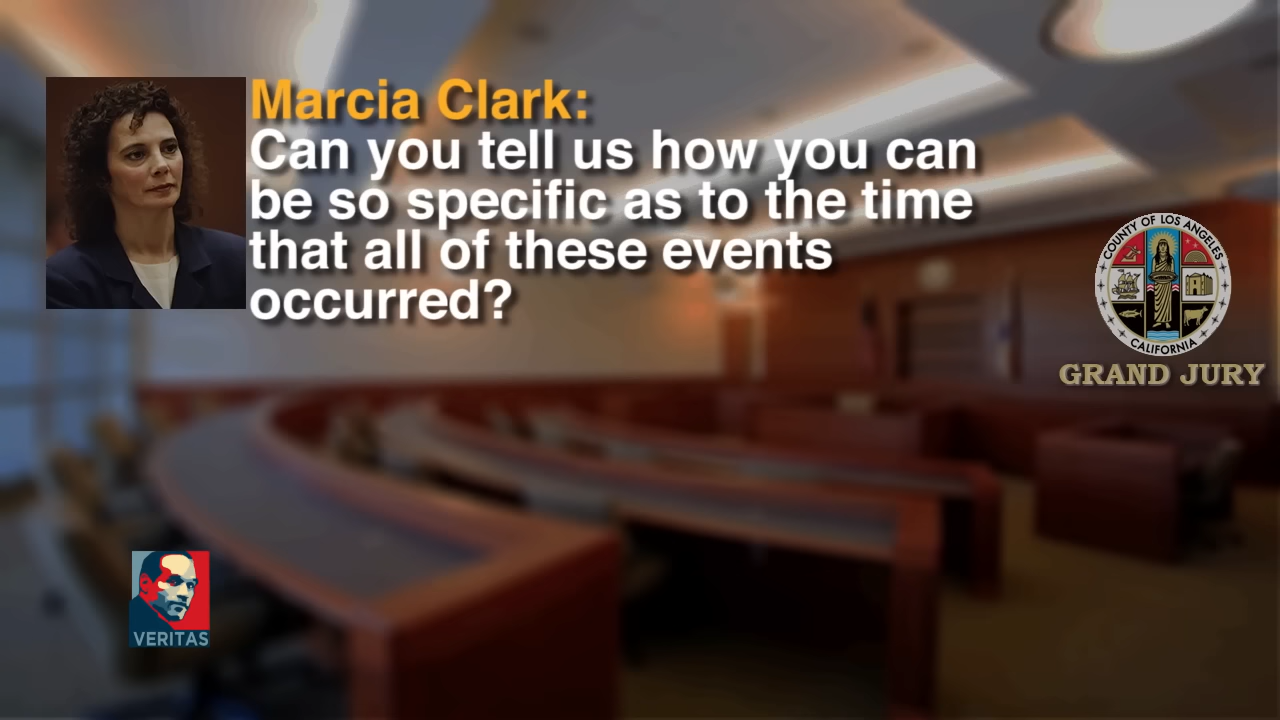 Marcia Clark:
Can you tell us how you can
be so specific as to the time
that all of these events
occurred?
COUNTY OF LOS ANGELES
CALIFORNIA
GRAND JURY
VERITAS